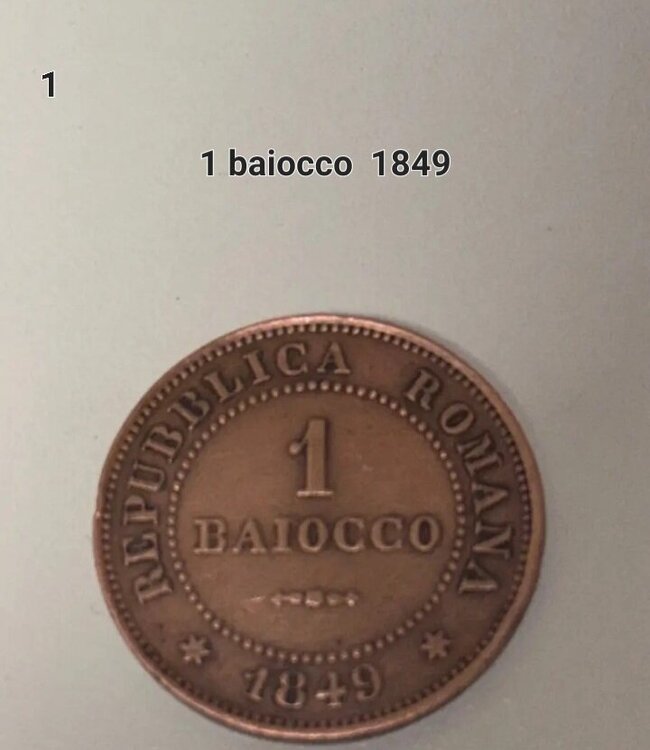 1
1 baiocco 1849
REPUBBLICA ROMANA
1
BAIOCCO
* 1849 *